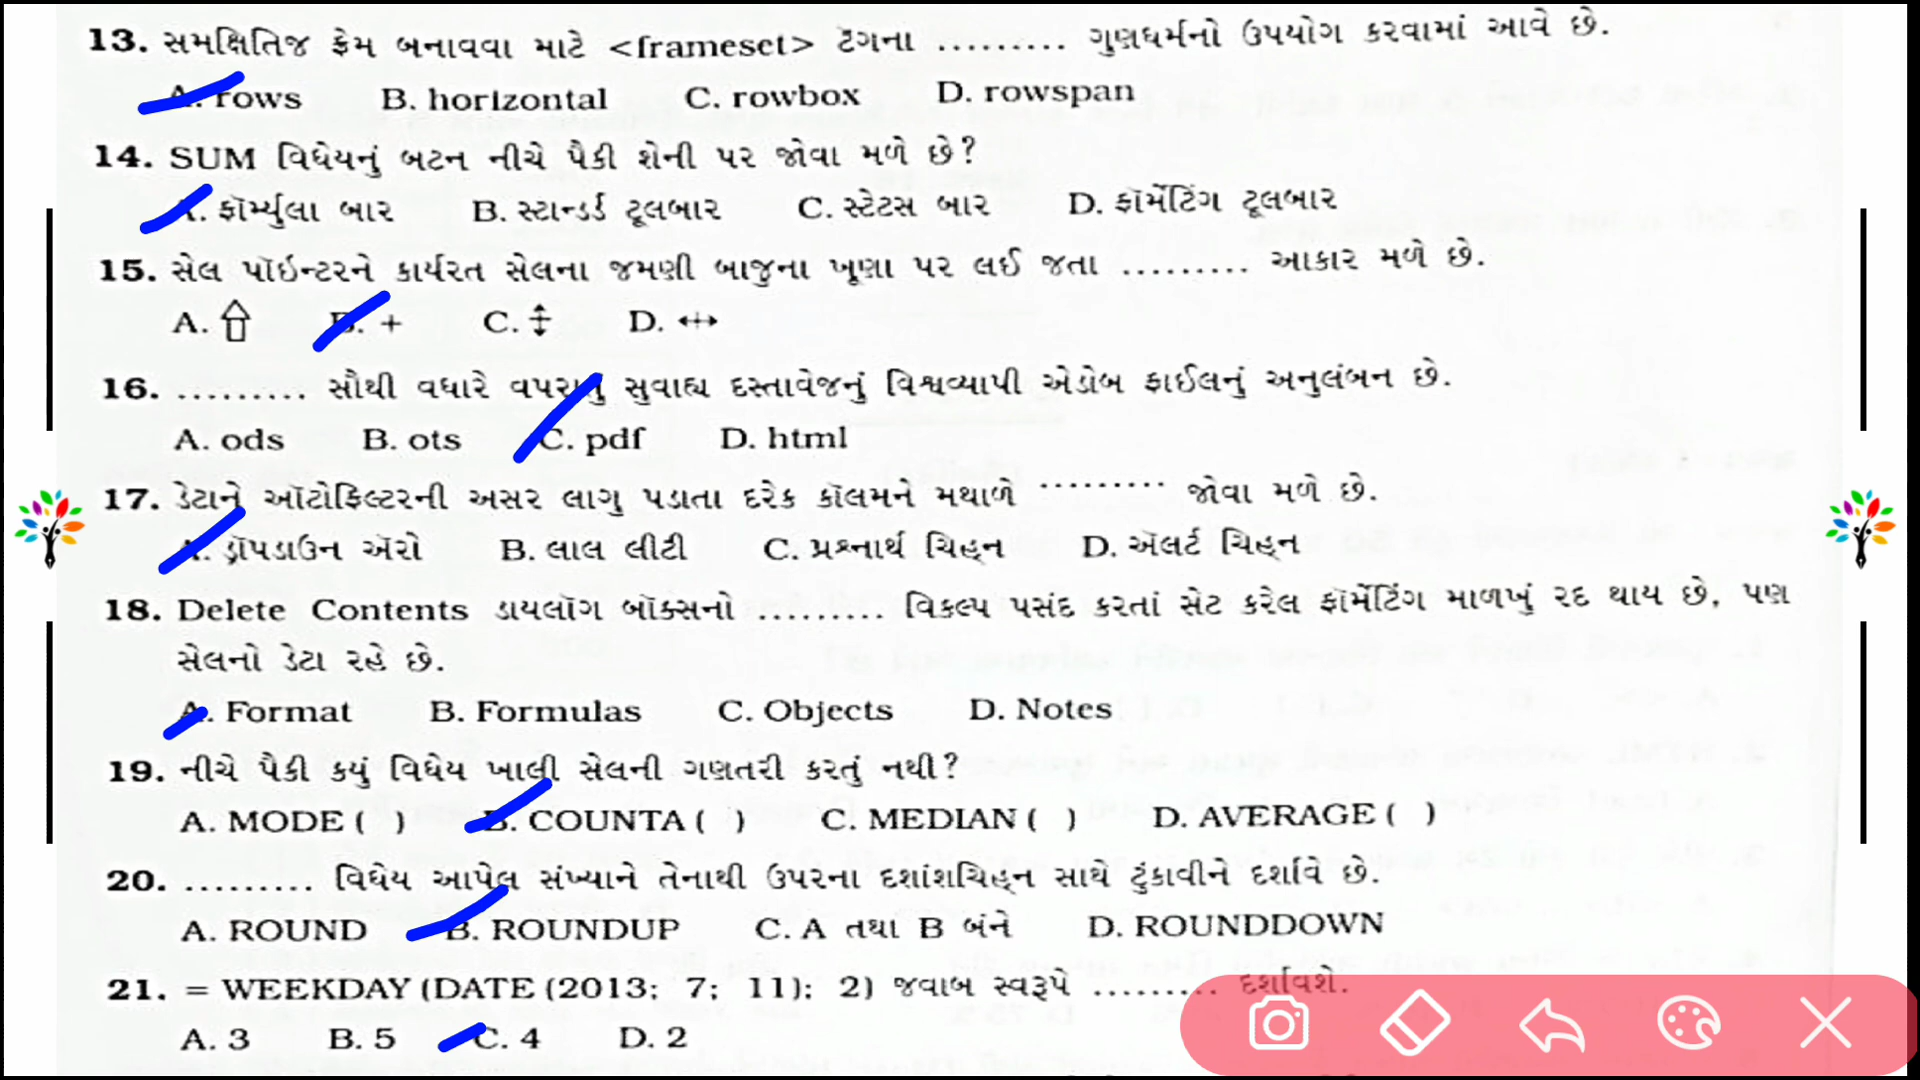 13. સમક્ષિતિજ ફ્રેમ બનાવવા માટે <frameset> ટૅગના ......... ગુણધર્મનો ઉપયોગ કરવામાં આવે છે.
A. rows B. horizontal C. rowbox D. rowspan
14. SUM વિધેયનું બટન નીચે પૈકી શેની પર જોવા મળે છે?
A. ફૉર્મ્યુલા બાર B. સ્ટાન્ડર્ડ ટૂલબાર C. સ્ટેટસ બાર D. ફૉર્મેટિંગ ટૂલબાર
15. સેલ પૉઇન્ટરને કાર્યરત સેલના જમણી બાજુના ખૂણા પર લઈ જતા ......... આકાર મળે છે.
A. ⇧ B. + C. ↕ D. ↔
16. ......... સૌથી વધારે વપરાતું સુવાહ્ય દસ્તાવેજનું વિશ્વવ્યાપી એડોબ ફાઈલનું અનુલંબન છે.
A. ods B. ots C. pdf D. html
17. ડેટાને ઑટોફિલ્ટરની અસર લાગુ પડાતા દરેક કૉલમને મથાળે ......... જોવા મળે છે.
A. ડ્રૉપડાઉન ઍરો B. લાલ લીટી C. પ્રશ્નાર્થ ચિહ્ન D. ઍલર્ટ ચિહ્ન
18. Delete Contents ડાયલૉગ બૉક્સનો ......... વિકલ્પ પસંદ કરતાં સેટ કરેલ ફૉર્મેટિંગ માળખું રદ થાય છે, પણ
સેલનો ડેટા રહે છે.
A. Format B. Formulas C. Objects D. Notes
19. નીચે પૈકી કયું વિધેય ખાલી સેલની ગણતરી કરતું નથી?
A. MODE ( ) B. COUNTA ( ) C. MEDIAN ( ) D. AVERAGE ( )
20. ......... વિધેય આપેલ સંખ્યાને તેનાથી ઉપરના દશાંશચિહ્ન સાથે ટુંકાવીને દર્શાવે છે.
A. ROUND B. ROUNDUP C. A તથા B બંને D. ROUNDDOWN
21. = WEEKDAY (DATE (2013; 7; 11); 2) જવાબ સ્વરૂપે ......... દર્શાવિશે.
A. 3 B. 5 C. 4 D. 2